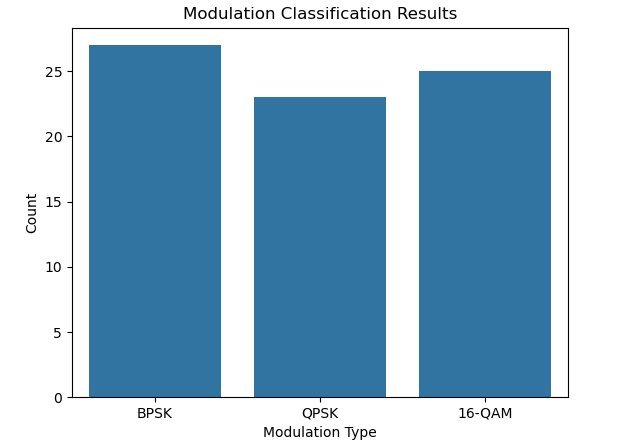 Modulation Classification Results
25
20
15
10
5
0
Count
BPSK QPSK 16-QAM
Modulation Type